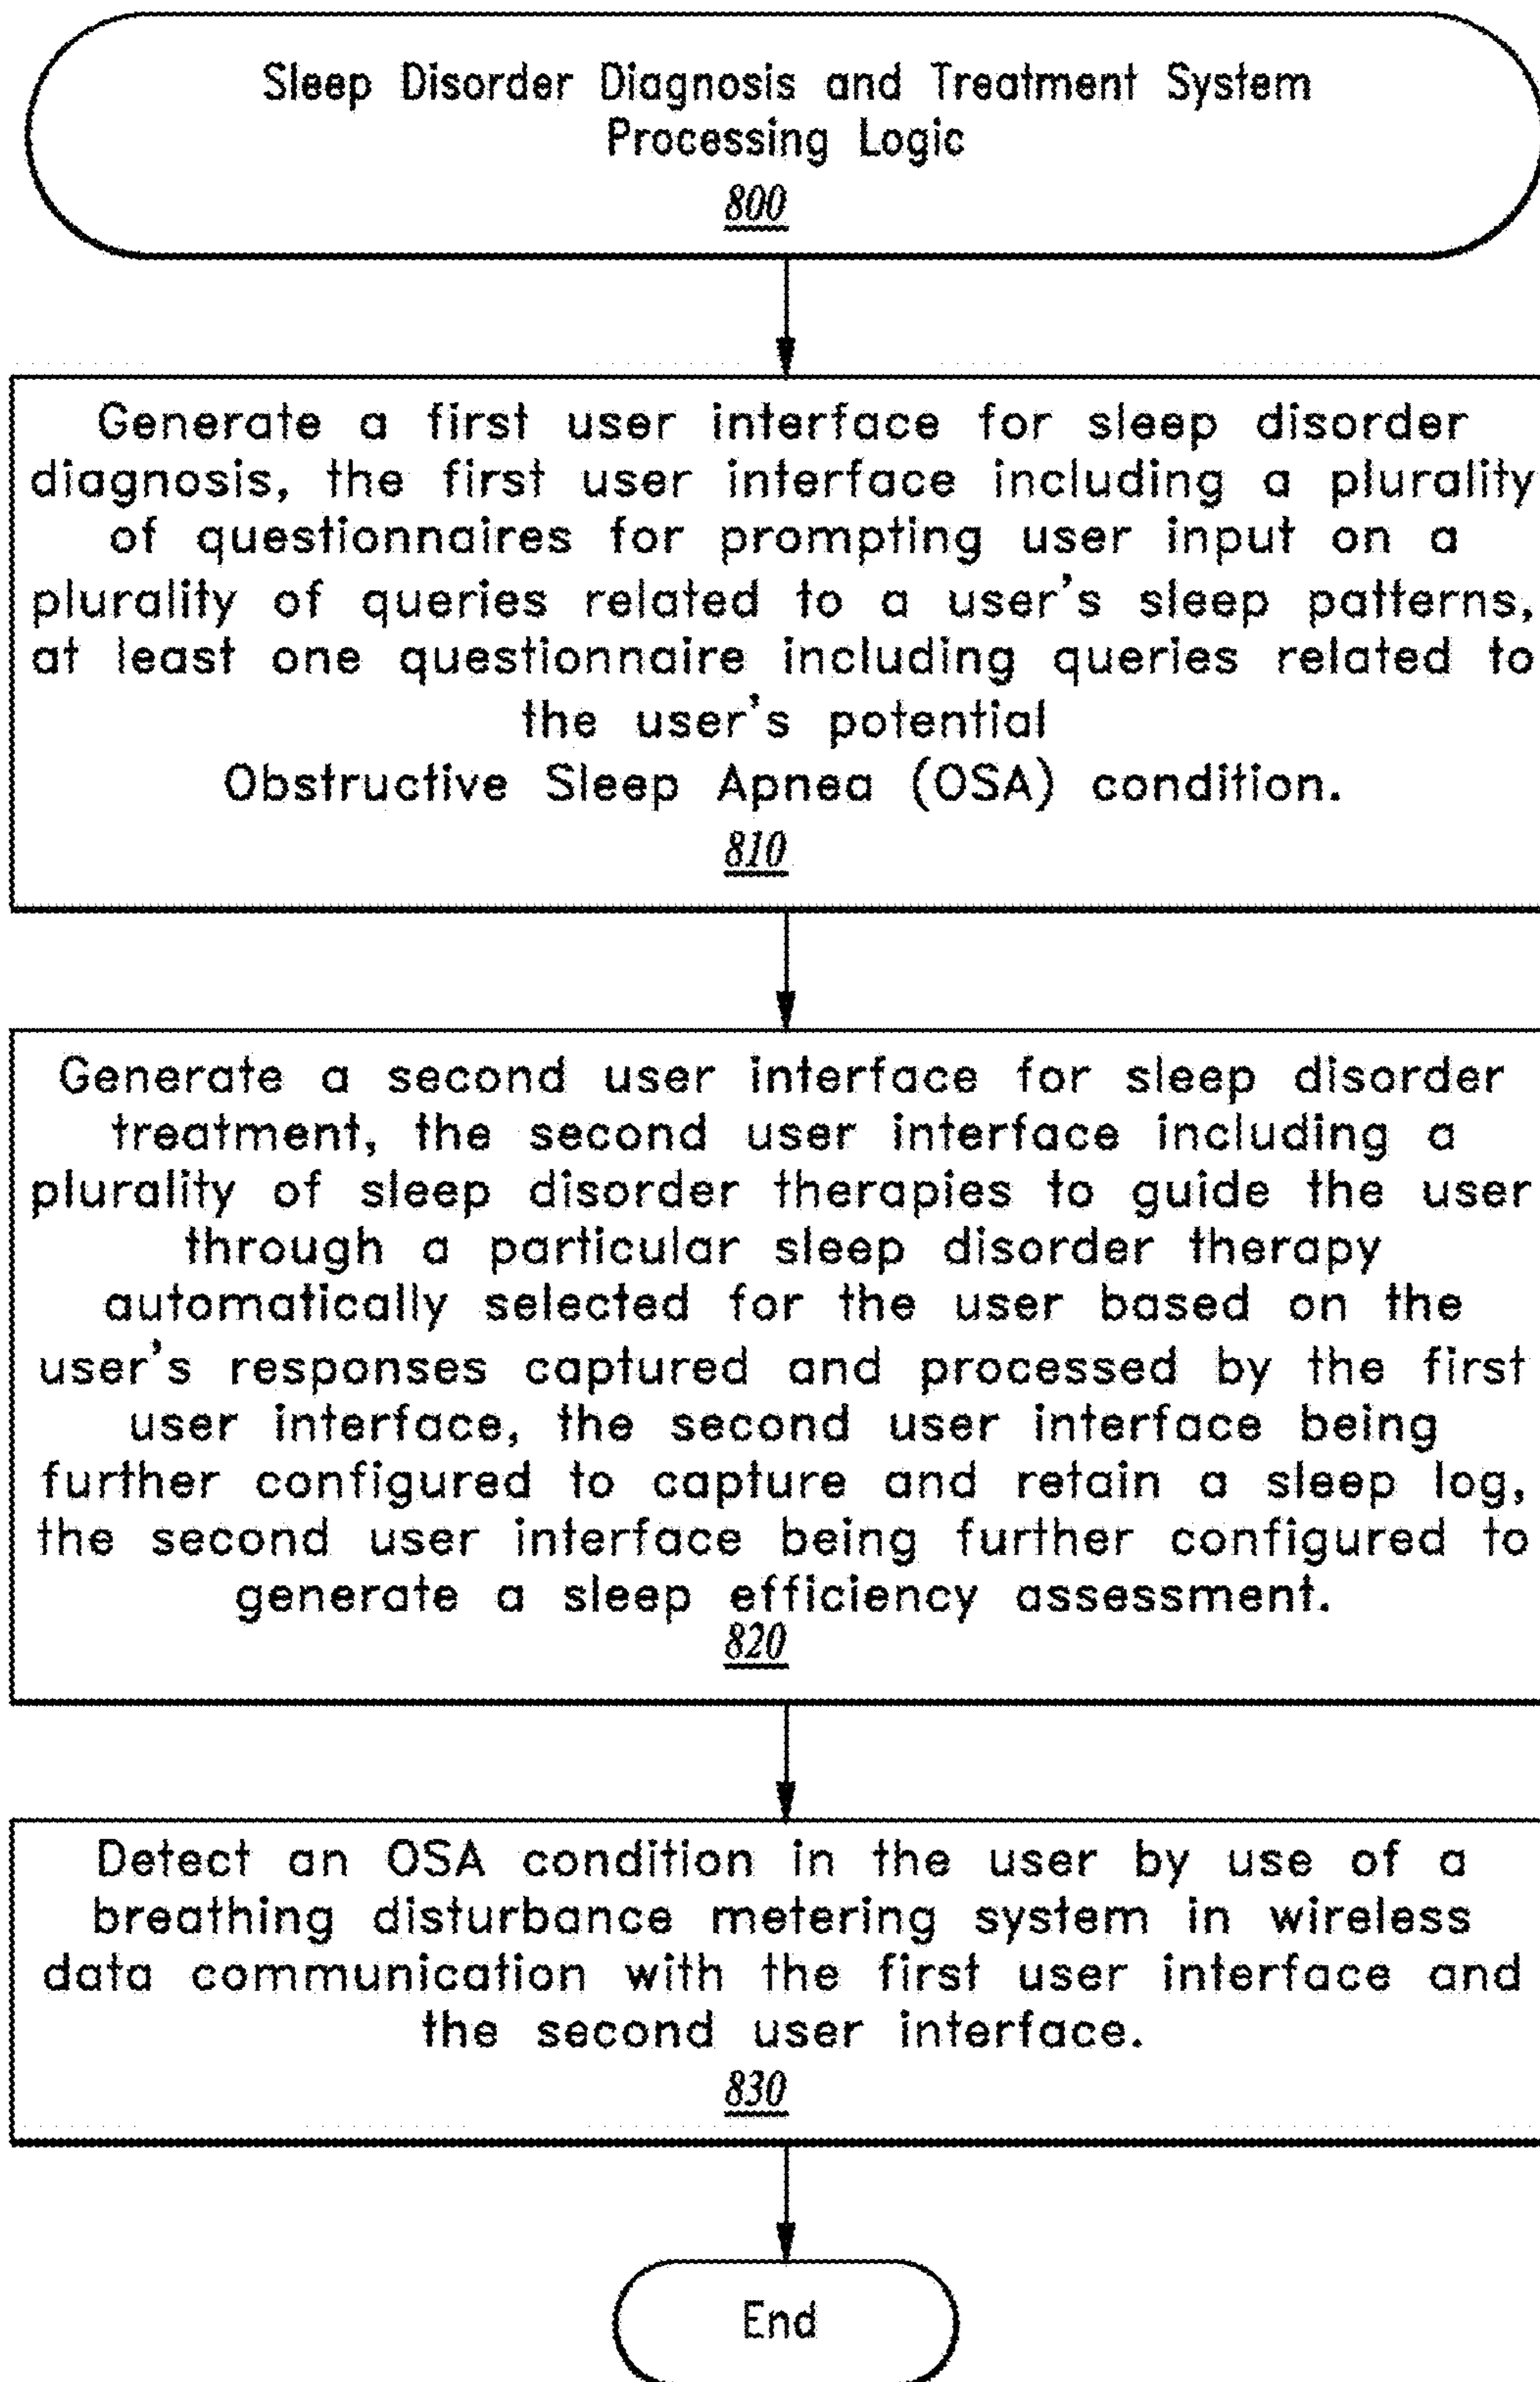 Sleep Disorder Diagnosis and Treatment System
Processing Logic
800
Generate a first user interface for sleep disorder
diagnosis, the first user interface including a plurality
of questionnaires for prompting user input on a
plurality of queries related to a user's sleep patterns,
at least one questionnaire including queries related to
the user's potential
Obstructive Sleep Apnea (OSA) condition.
810
Generate a second user interface for sleep disorder
treatment, the second user interface including a
plurality of sleep disorder therapies to guide the user
through a particular sleep disorder therapy
automatically selected for the user based on the
user's responses captured and processed by the first
user interface, the second user interface being
further configured to capture and retain a sleep log,
the second user interface being further configured to
generate a sleep efficiency assessment.
820
Detect an OSA condition in the user by use of a
breathing disturbance metering system in wireless
data communication with the first user interface and
the second user interface.
830
End